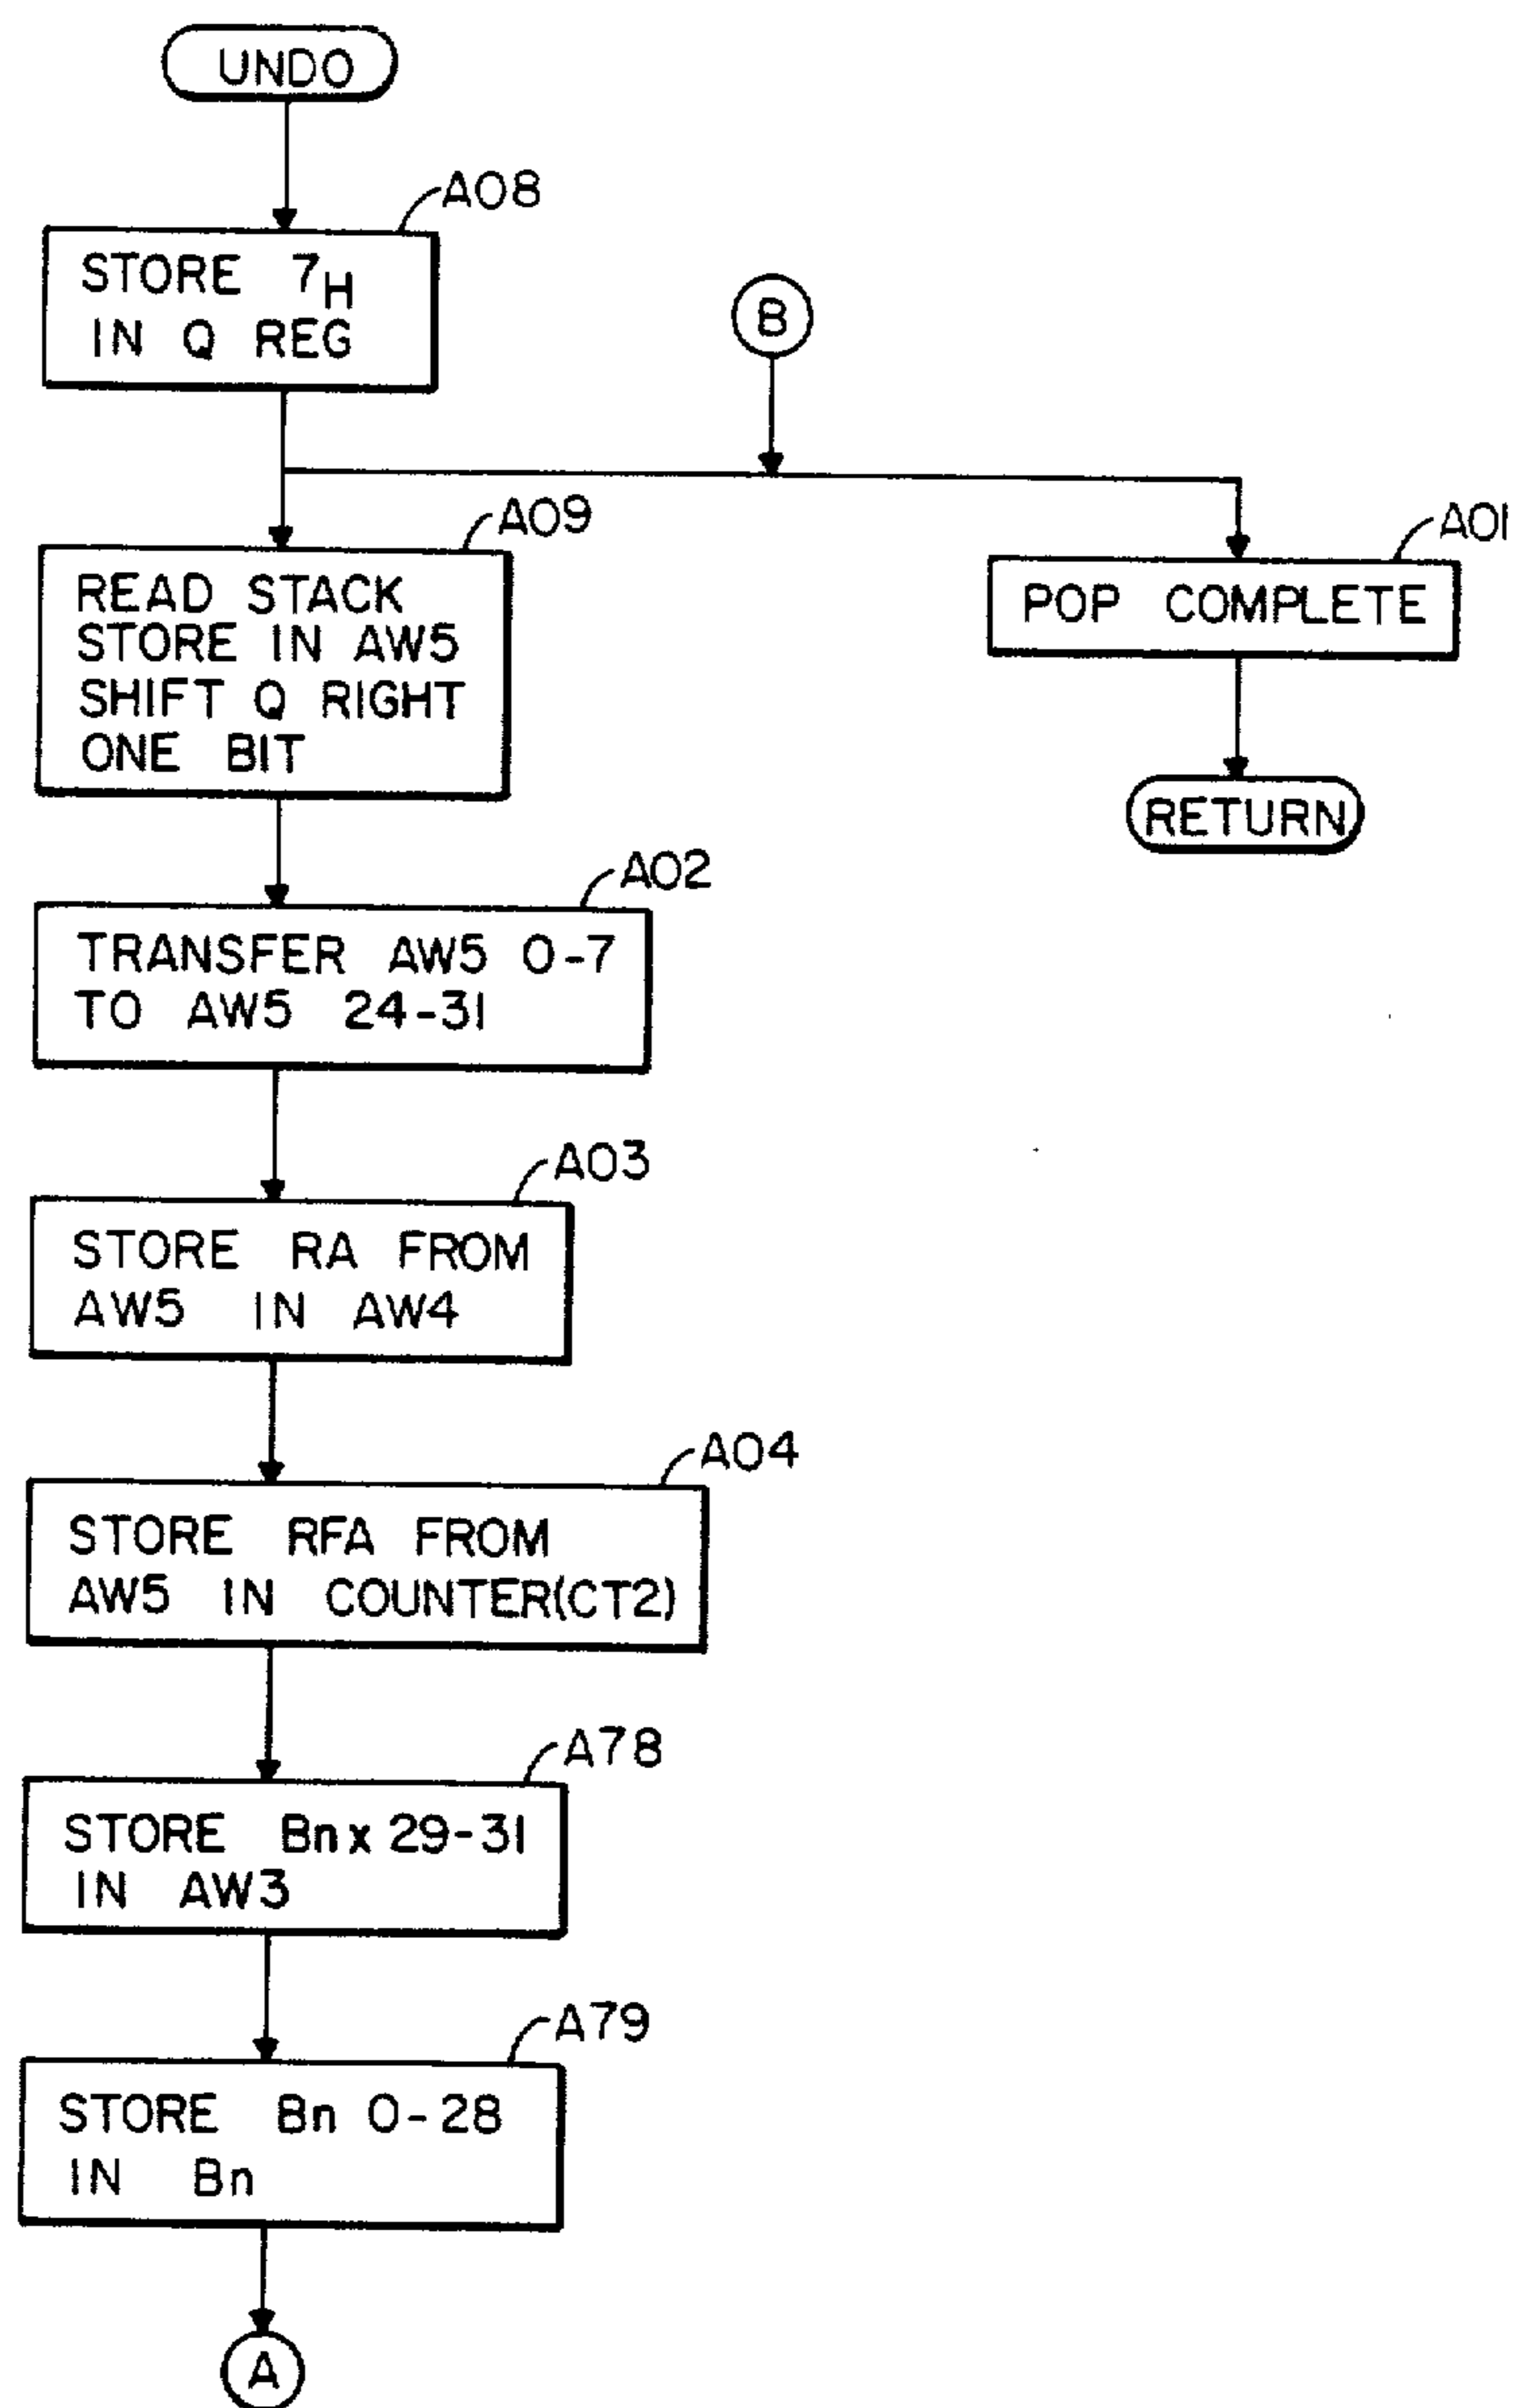 UNDO
A08
STORE 7H
IN Q REG
B
A09
READ STACK
STORE IN AW5
SHIFT Q RIGHT
ONE BIT
A01
POP COMPLETE
RETURN
A02
TRANSFER AW5 0-7
TO AW5 24-31
A03
STORE RA FROM
AW5 IN AW4
A04
STORE RFA FROM
AW5 IN COUNTER(CT2)
A78
STORE Bnx 29-31
IN AW3
A79
STORE Bn 0-28
IN Bn
A